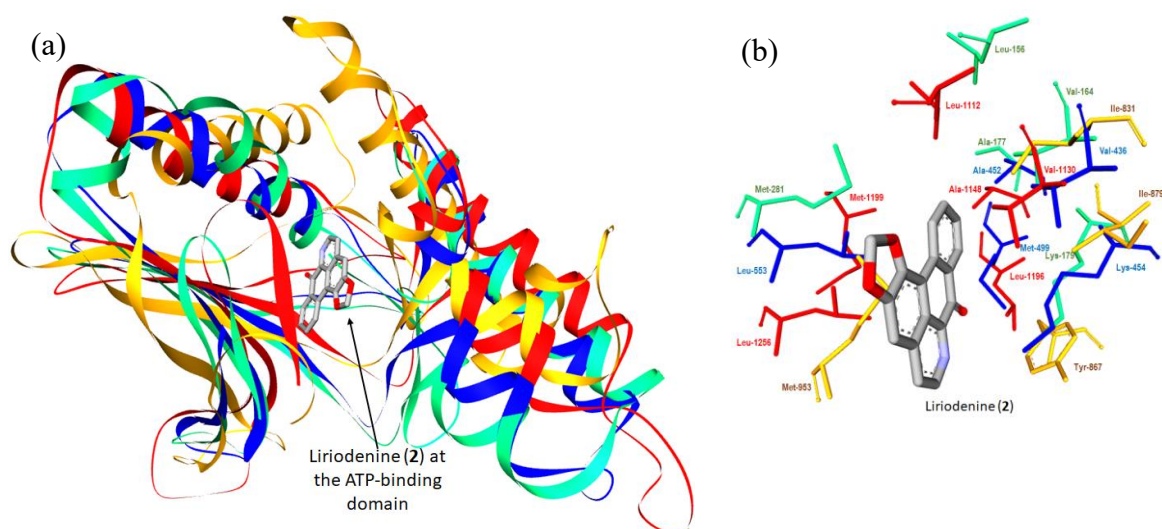 (a)
Liriodenine (2) at
the ATP-binding
domain
(b)
Leu-156
Leu-1112
Val-164
Ile-831
Ala-177
Val-436
Ala-452
Val-1130
Met-281
Met-1199
Ala-1148
Ile-879
Met-499
Lys-179
Leu-553
Lys-454
Leu-1196
Leu-1256
Met-953
Tyr-867
Liriodenine (2)